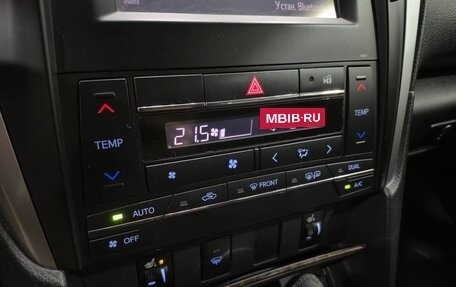 Устан. Bluetooth
TEMP
21.5
MBIB·RU
TEMP
FRONT
DUAL
AUTO
A/C
OFF